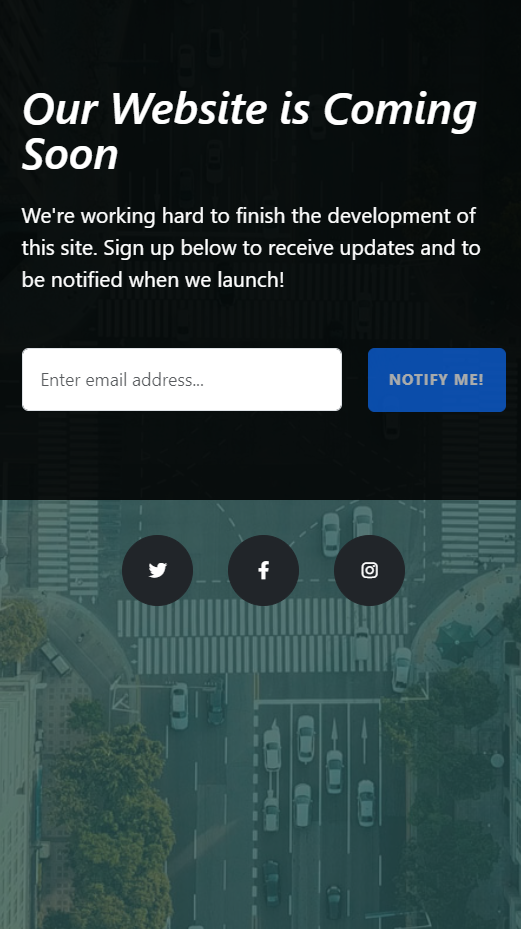 Our Website is Coming
Soon
We're working hard to finish the development of
this site. Sign up below to receive updates and to
be notified when we launch!
Enter email address...
NOTIFY ME!